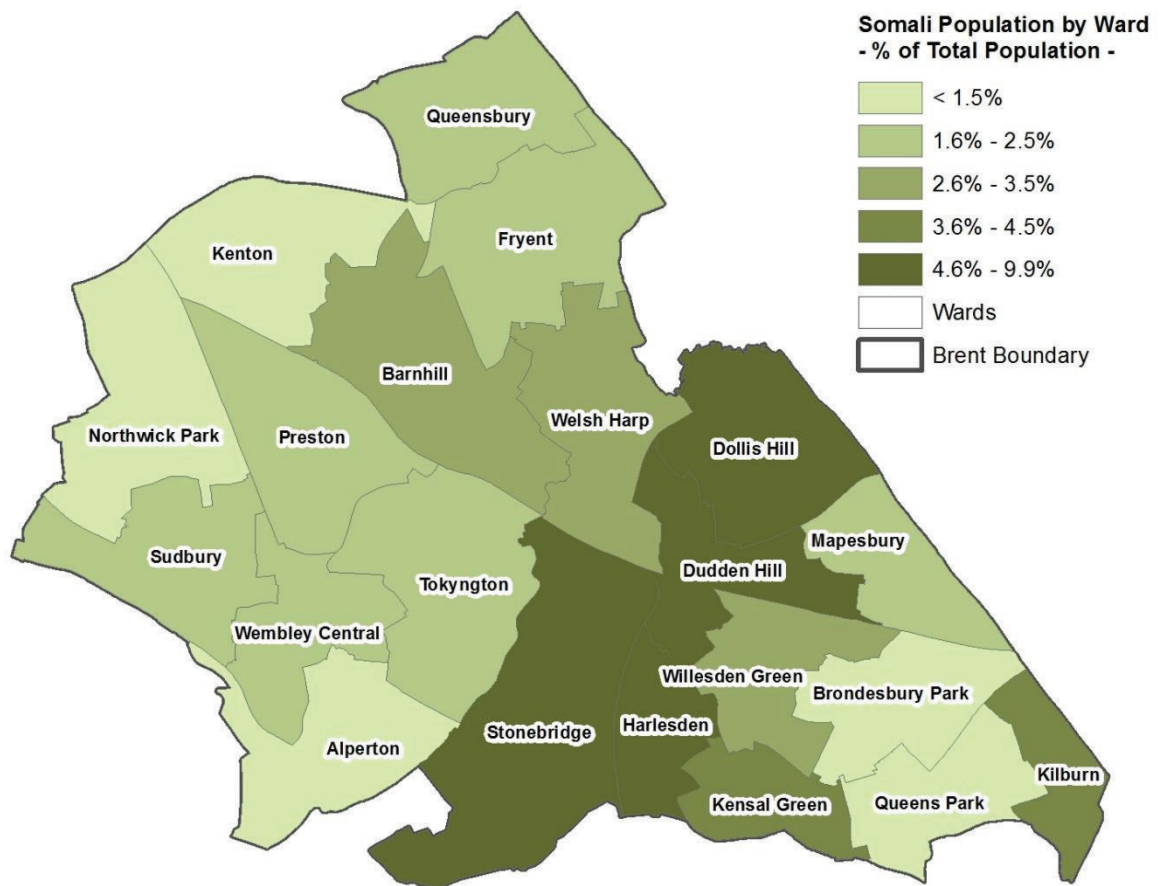 Somali Population by Ward
- % of Total Population -
< 1.5%
1.6% - 2.5%
2.6% - 3.5%
3.6% - 4.5%
4.6% - 9.9%
Wards
Brent Boundary
Queensbury
Kenton
Fryent
Barnhill
Northwick Park
Preston
Welsh Harp
Dollis Hill
Sudbury
Mapesbury
Tokyngton
Dudden Hill
Wembley Central
Willesden Green
Brondesbury Park
Alperton
Stonebridge
Harlesden
Kilburn
Kensal Green
Queens Park